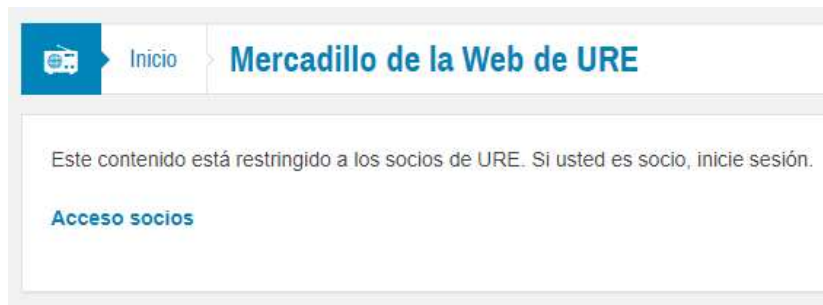 Inicio Mercadillo de la Web de URE
Este contenido está restringido a los socios de URE. Si usted es socio, inicie sesión.
Acceso socios